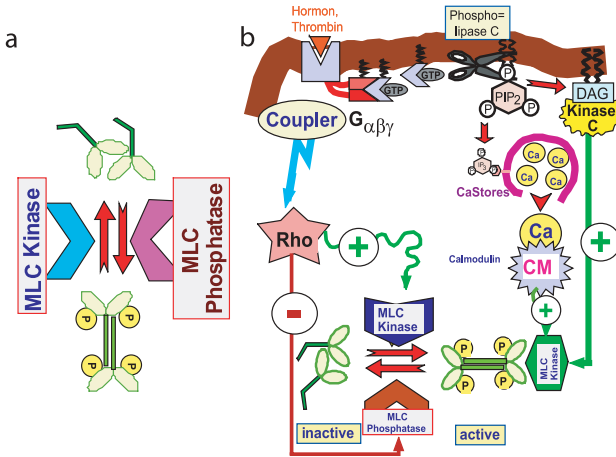 a
MLC Kinase
MLC
Phosphatase
P
P
P
P
b
Hormon,
Thrombin
Phospho=
lipase C
GTP
GTP
P
PIP2
P
P
DAG
Kinase
C
Coupler
Gαβγ
P
IP3
P
P
Ca
Ca
Ca
Ca
CaStores
Rho
+
+
Ca
Calmodulin
CM
+
-
MLC
Kinase
P
P
P
P
MLC
Kinase
MLC
Phosphatase
inactive
active